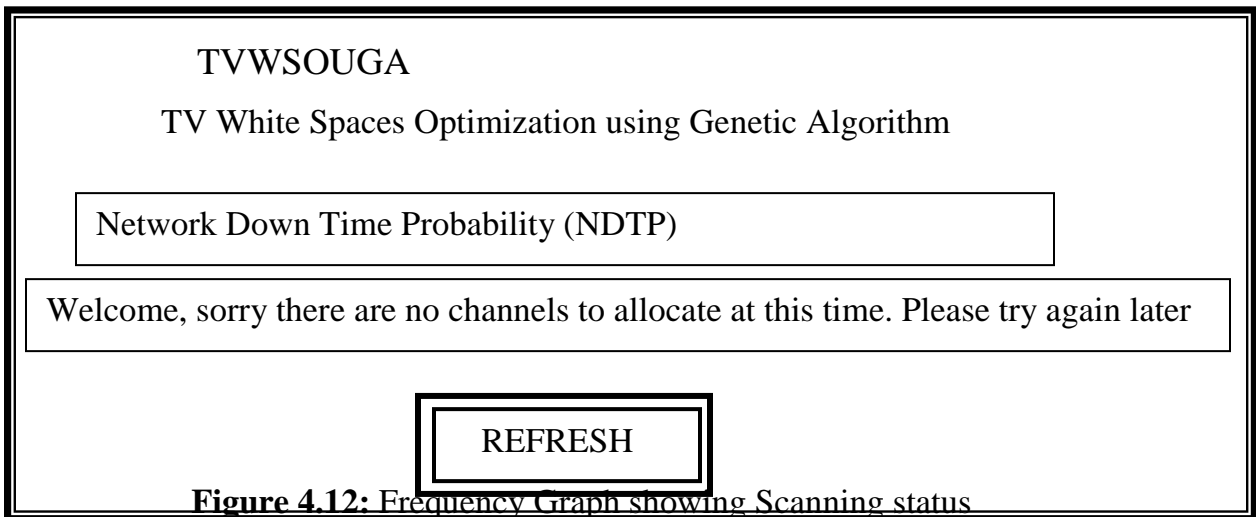 TVWSOUGA
TV White Spaces Optimization using Genetic Algorithm
Network Down Time Probability (NDTP)
Welcome, sorry there are no channels to allocate at this time. Please try again later
REFRESH
Figure 4.12: Frequency Graph showing Scanning status